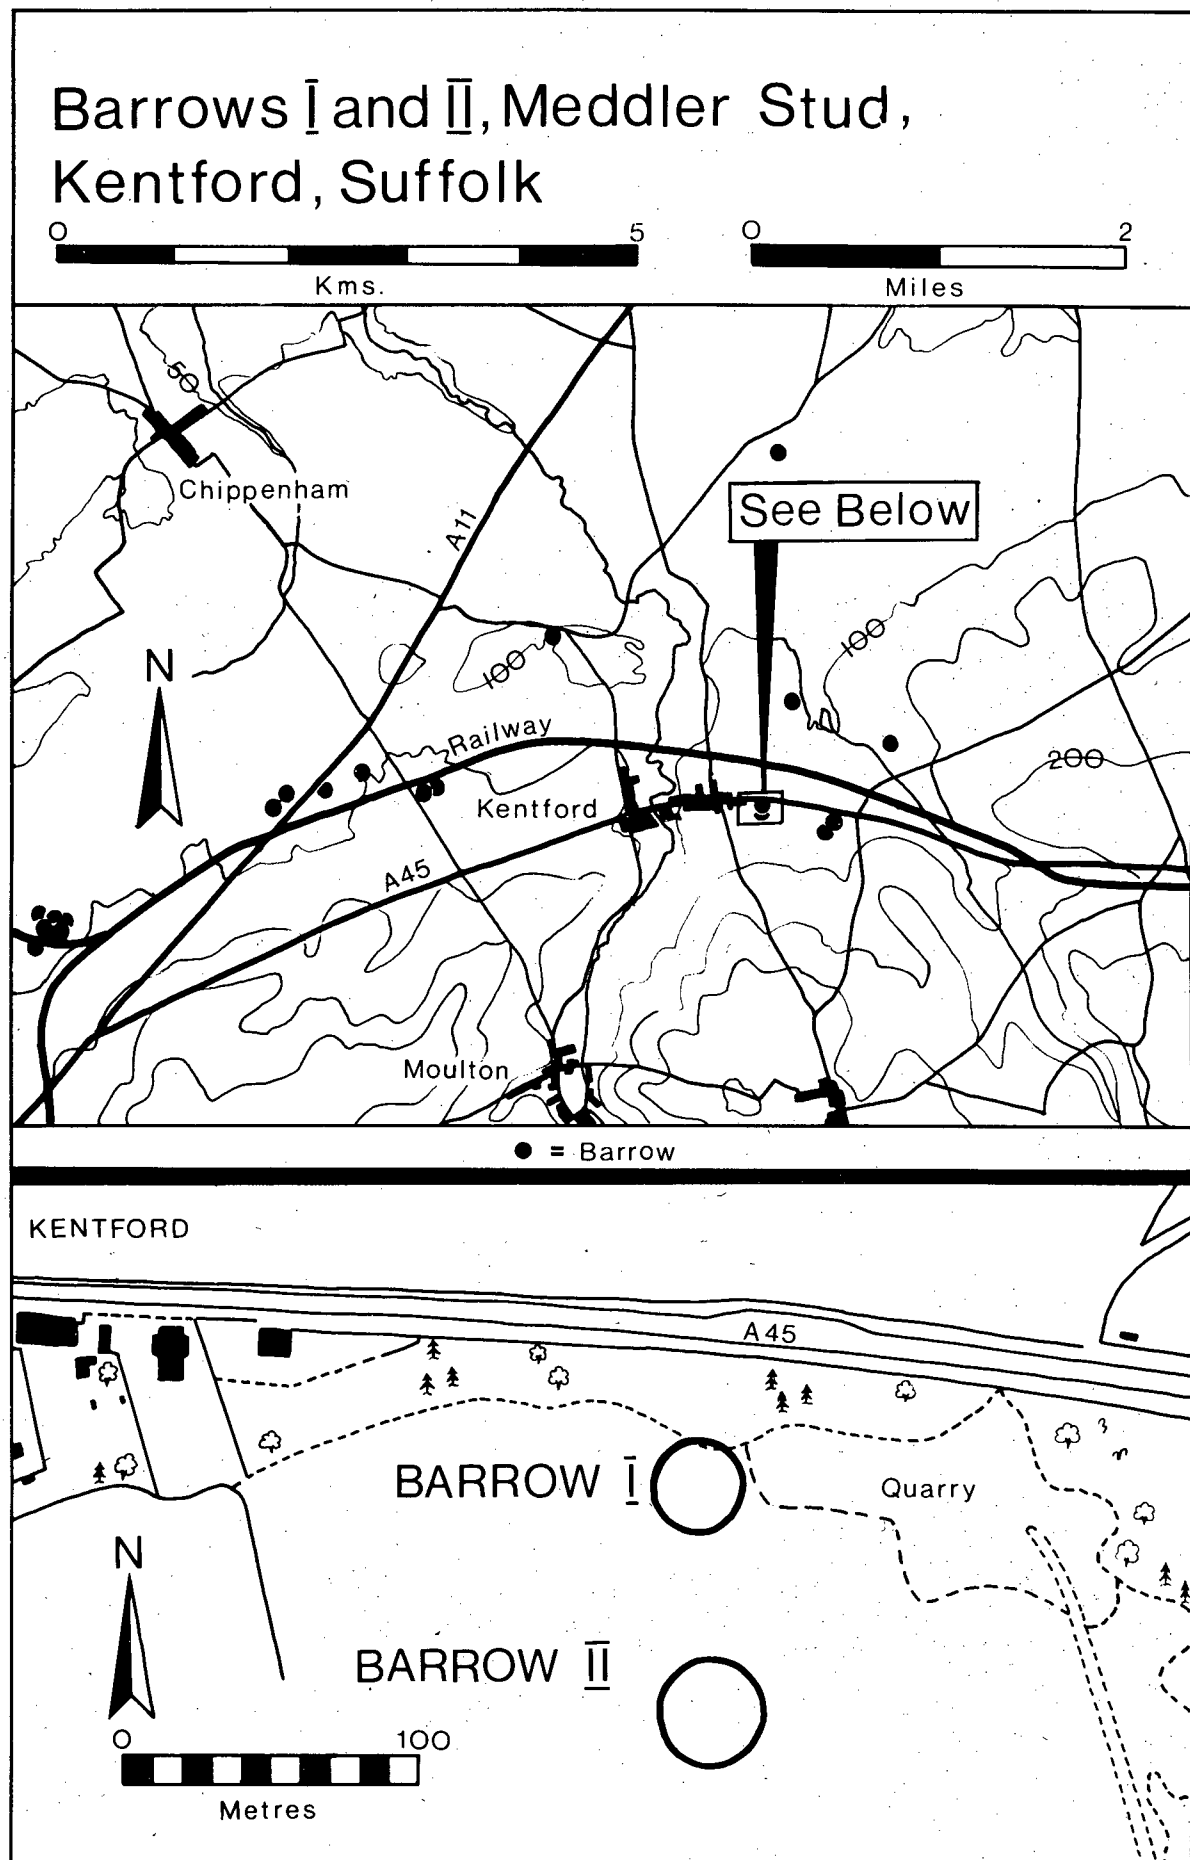 Barrows I and II, Meddler Stud,
Kentford, Suffolk
0 5
Kms.
0 2
Miles
50
Chippenham
A11
See Below
N
100
100
Railway
200
Kentford
A45
Moulton
● = Barrow
KENTFORD
A 45
BARROW I
Quarry
N
BARROW II
0 100
Metres